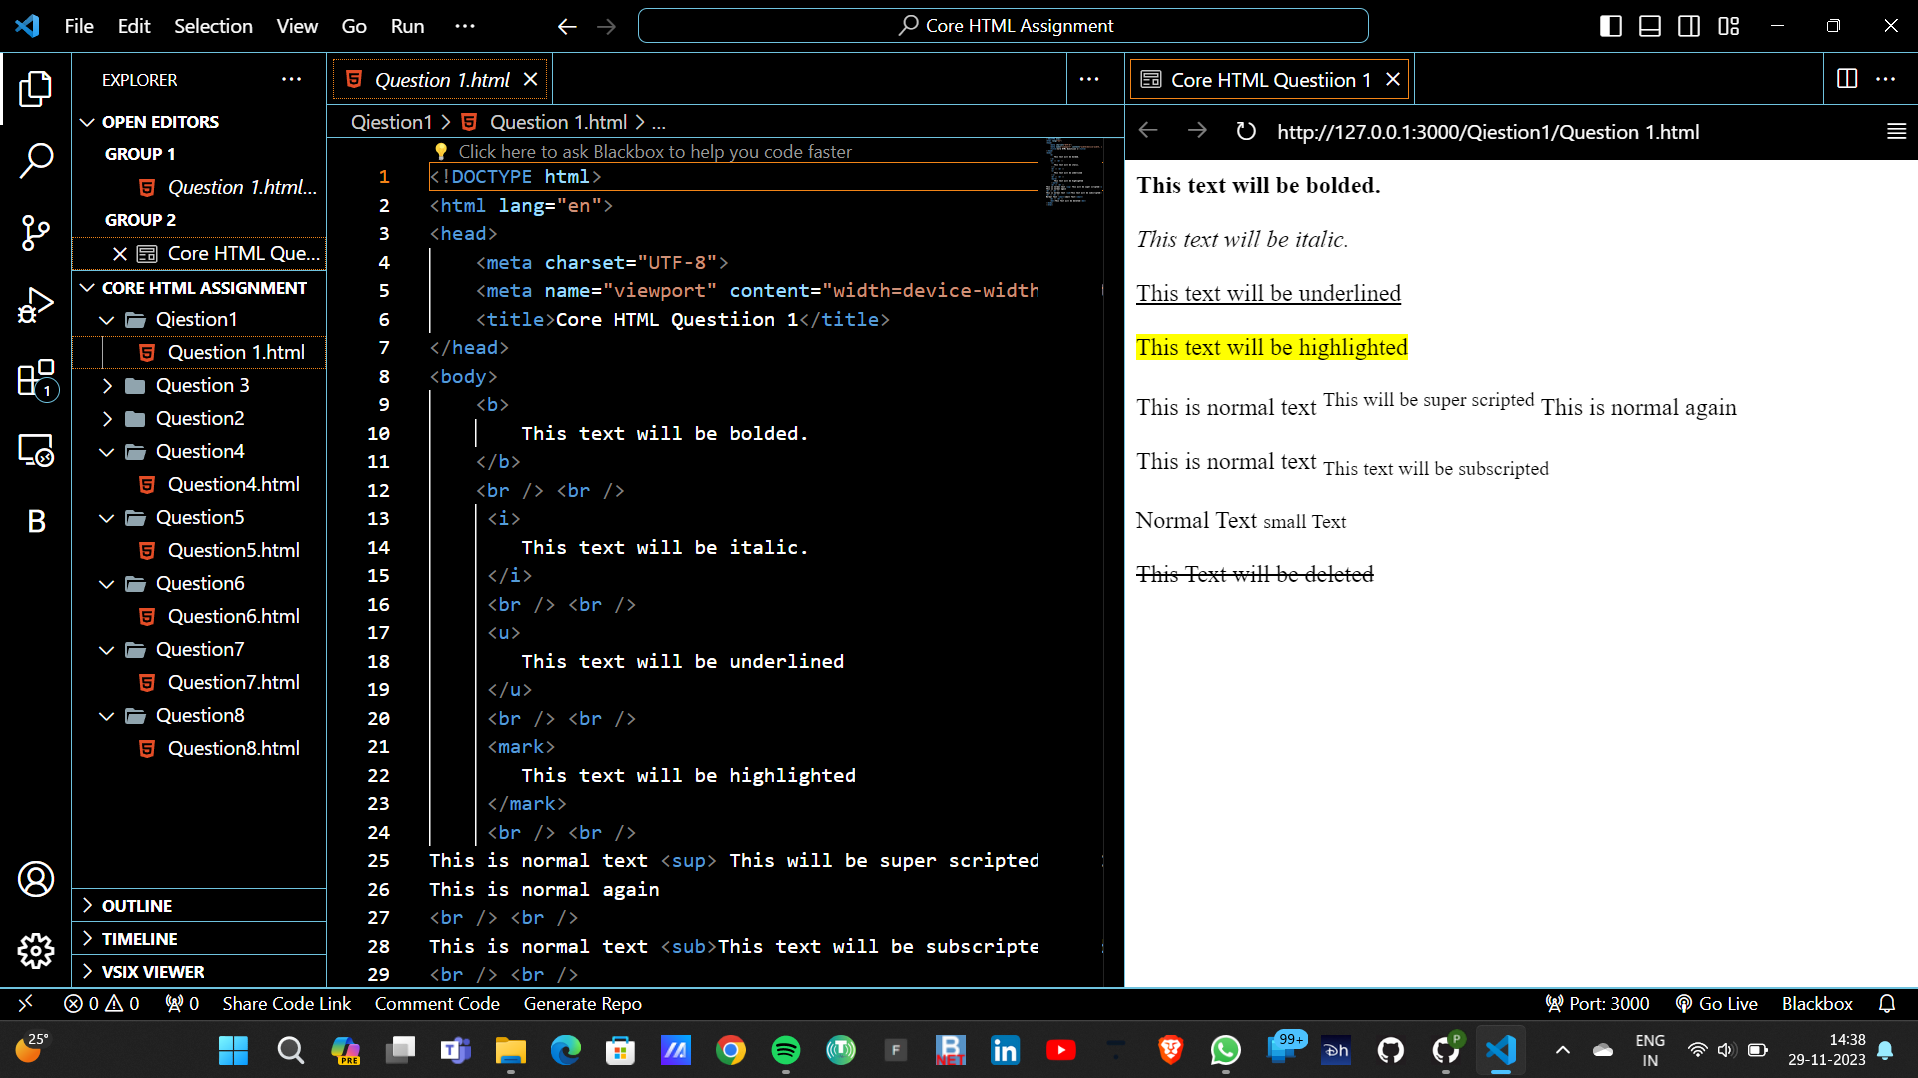 File Edit Selection View Go Run ...
Core HTML Assignment
EXPLORER
OPEN EDITORS
GROUP 1
Question 1.html...
GROUP 2
Core HTML Que...
CORE HTML ASSIGNMENT
Qiestion1
Question 1.html
Question 3
Question2
Question4
Question4.html
Question5
Question5.html
Question6
Question6.html
Question7
Question7.html
Question8
Question8.html
OUTLINE
TIMELINE
VSIX VIEWER
1
B
Question 1.html
Qiestion1 > Question 1.html > ...
Click here to ask Blackbox to help you code faster
1 <!DOCTYPE html>
2 <html lang="en">
3 <head>
4 <meta charset="UTF-8">
5 <meta name="viewport" content="width=device-width
6 <title>Core HTML Questiion 1</title>
7 </head>
8 <body>
9 <b>
10 This text will be bolded.
11 </b>
12 <br /> <br />
13 <i>
14 This text will be italic.
15 </i>
16 <br /> <br />
17 <u>
18 This text will be underlined
19 </u>
20 <br /> <br />
21 <mark>
22 This text will be highlighted
23 </mark>
24 <br /> <br />
25 This is normal text <sup> This will be super scripted
26 This is normal again
27 <br /> <br />
28 This is normal text <sub>This text will be subscripte
29 <br /> <br />
Core HTML Questiion 1
http://127.0.0.1:3000/Qiestion1/Question 1.html
This text will be bolded.
This text will be italic.
This text will be underlined
This text will be highlighted
This is normal text This will be super scripted This is normal again
This is normal text This text will be subscripted
Normal Text small Text
This Text will be deleted
0 0 0 Share Code Link Comment Code Generate Repo
Port: 3000 Go Live Blackbox
25°
PRE
T
F
B
.NET
in
99+
Dh
P
ENG
IN
14:38
29-11-2023